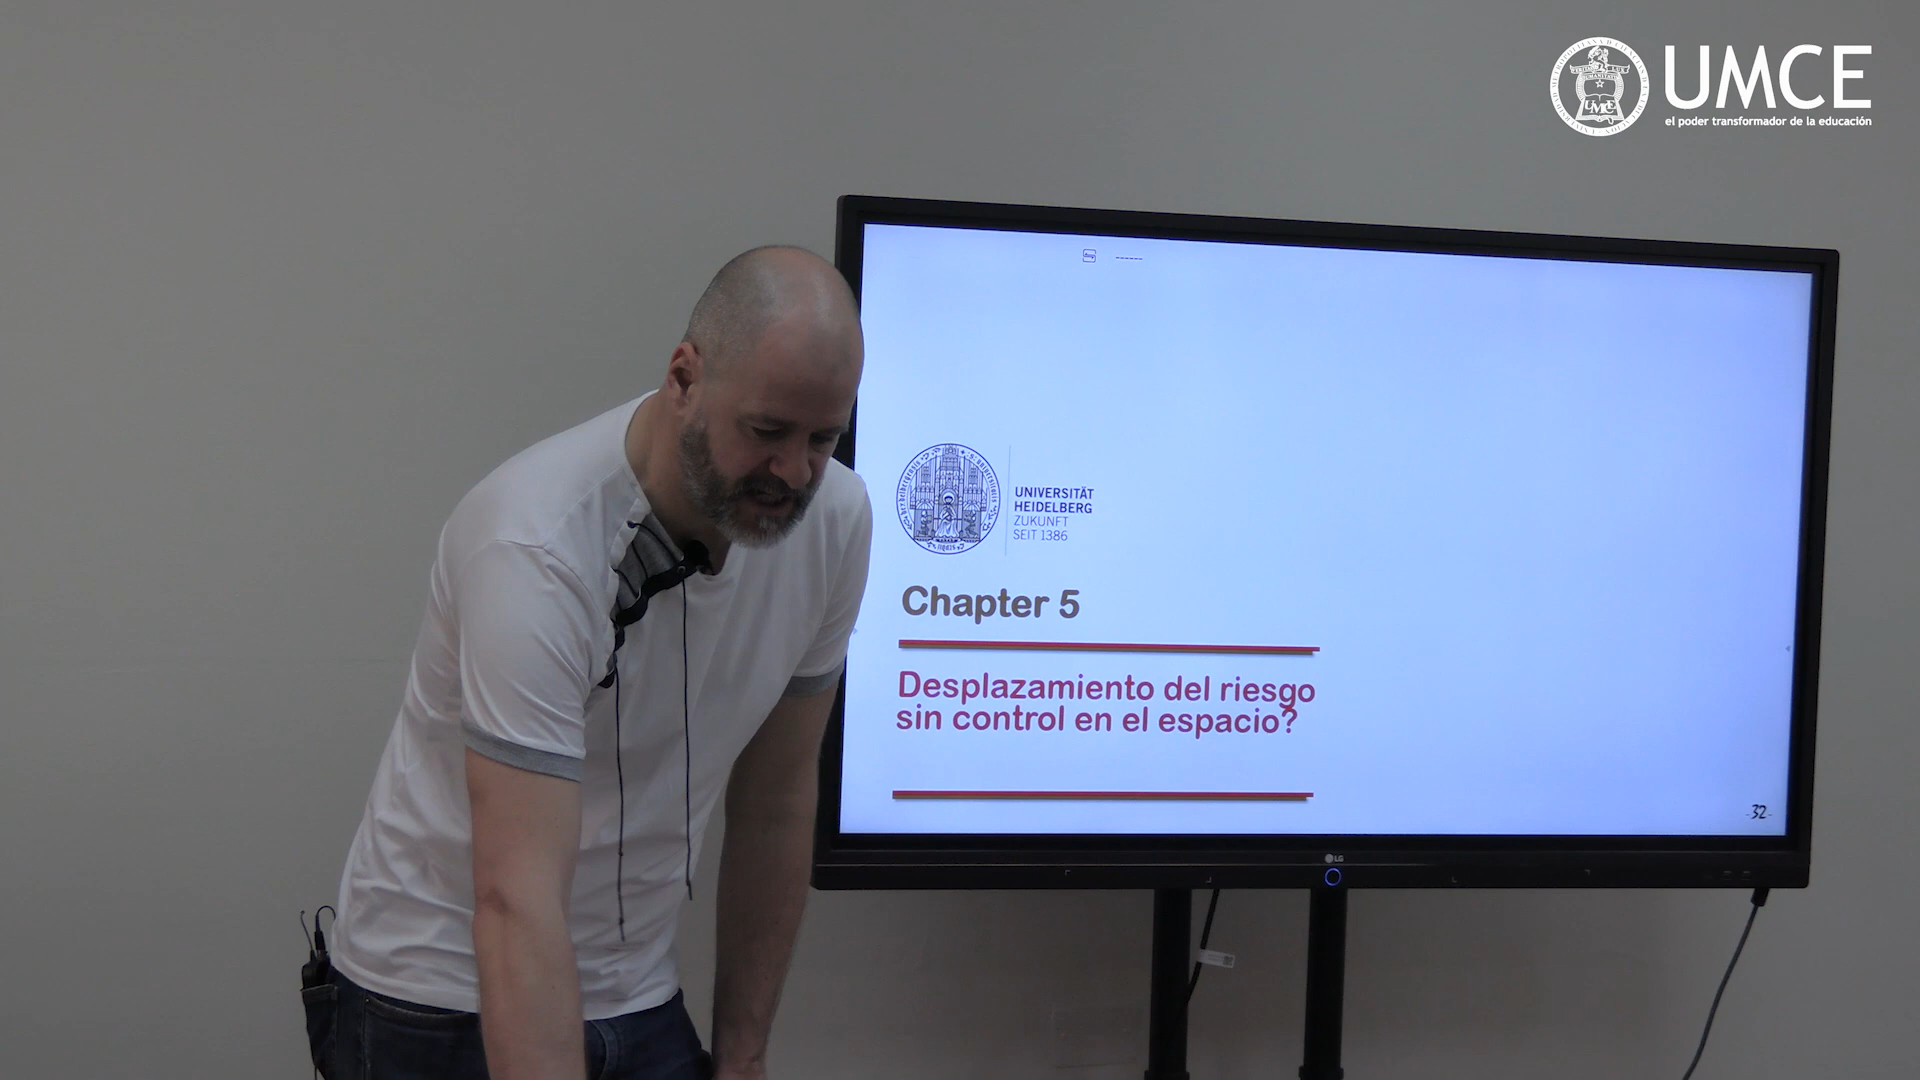 UMCE
el poder transformador de la educación
UNIVERSITÄT
HEIDELBERG
ZUKUNFT
SEIT 1386
Chapter 5
Desplazamiento del riesgo
sin control en el espacio?
-32-
LG